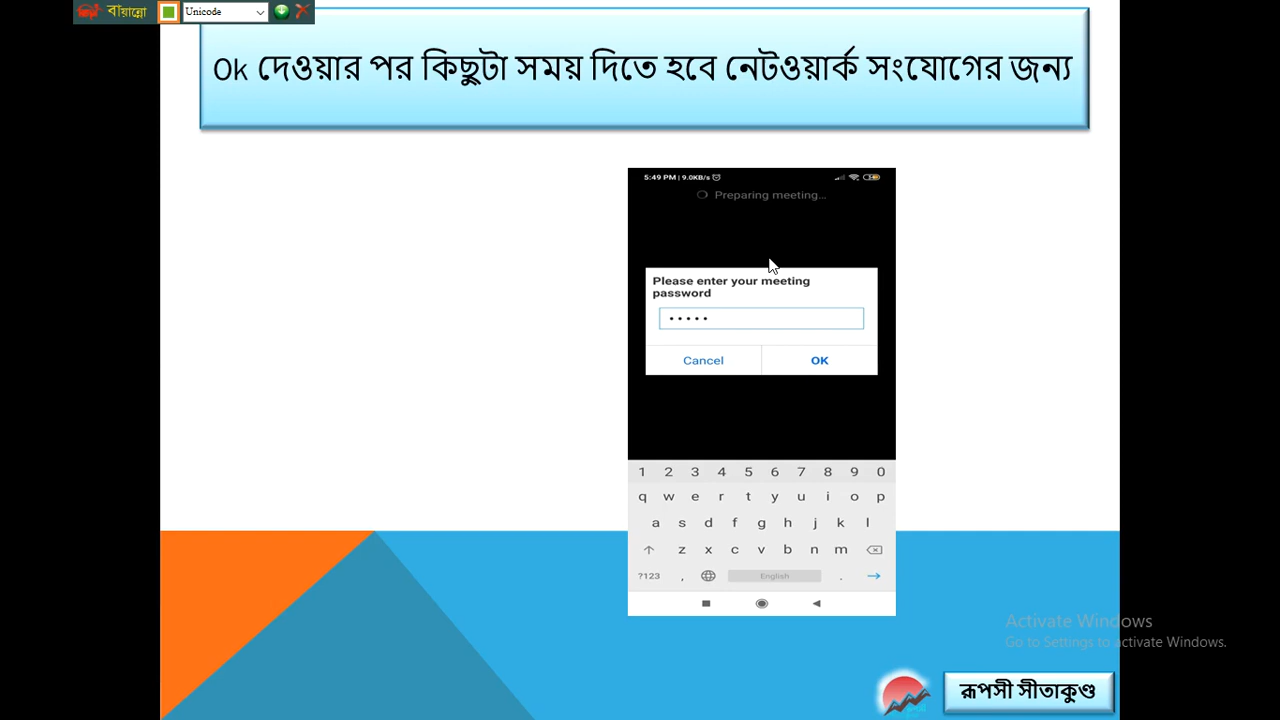 বায়ান্নো
Unicode
Ok দেওয়ার পর কিছুটা সময় দিতে হবে নেটওয়ার্ক সংযোগের জন্য
5:49 PM | 9.0KB/s
Preparing meeting...
Please enter your meeting
password
•••••
Cancel OK
1 2 3 4 5 6 7 8 9 0
q w e r t y u i o p
a s d f g h j k l
z x c v b n m
?123 , English .
Activate Windows
Go to Settings to activate Windows.
রূপসী সীতাকুণ্ড